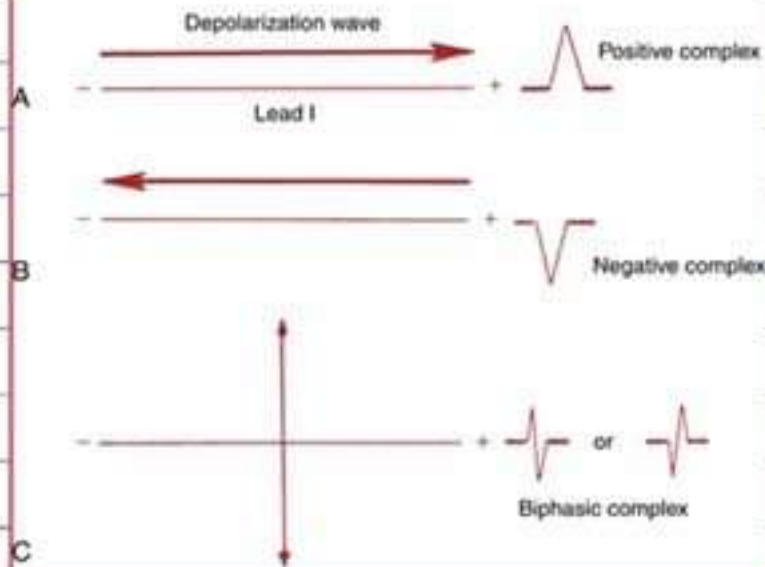 Depolarization wave
- + Positive complex
A
Lead I
- +
B
Negative complex
- + or
Biphasic complex
C